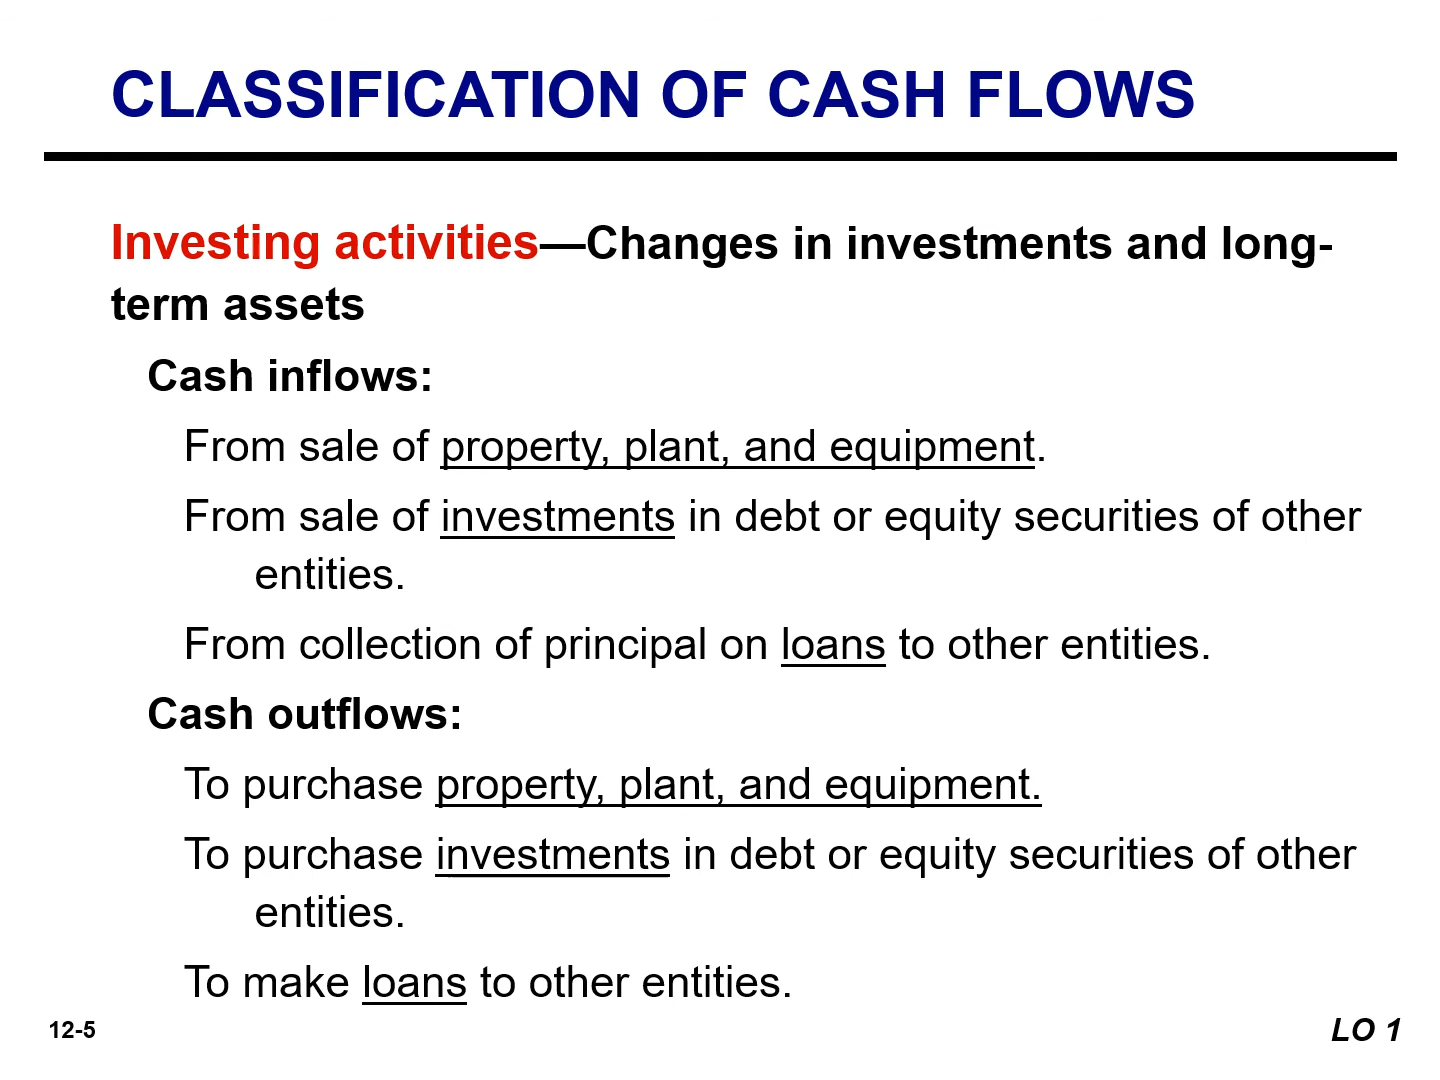 CLASSIFICATION OF CASH FLOWS
Investing activities—Changes in investments and long-
term assets
Cash inflows:
From sale of property, plant, and equipment.
From sale of investments in debt or equity securities of other
entities.
From collection of principal on loans to other entities.
Cash outflows:
To purchase property, plant, and equipment.
To purchase investments in debt or equity securities of other
entities.
To make loans to other entities.
12-5
LO 1